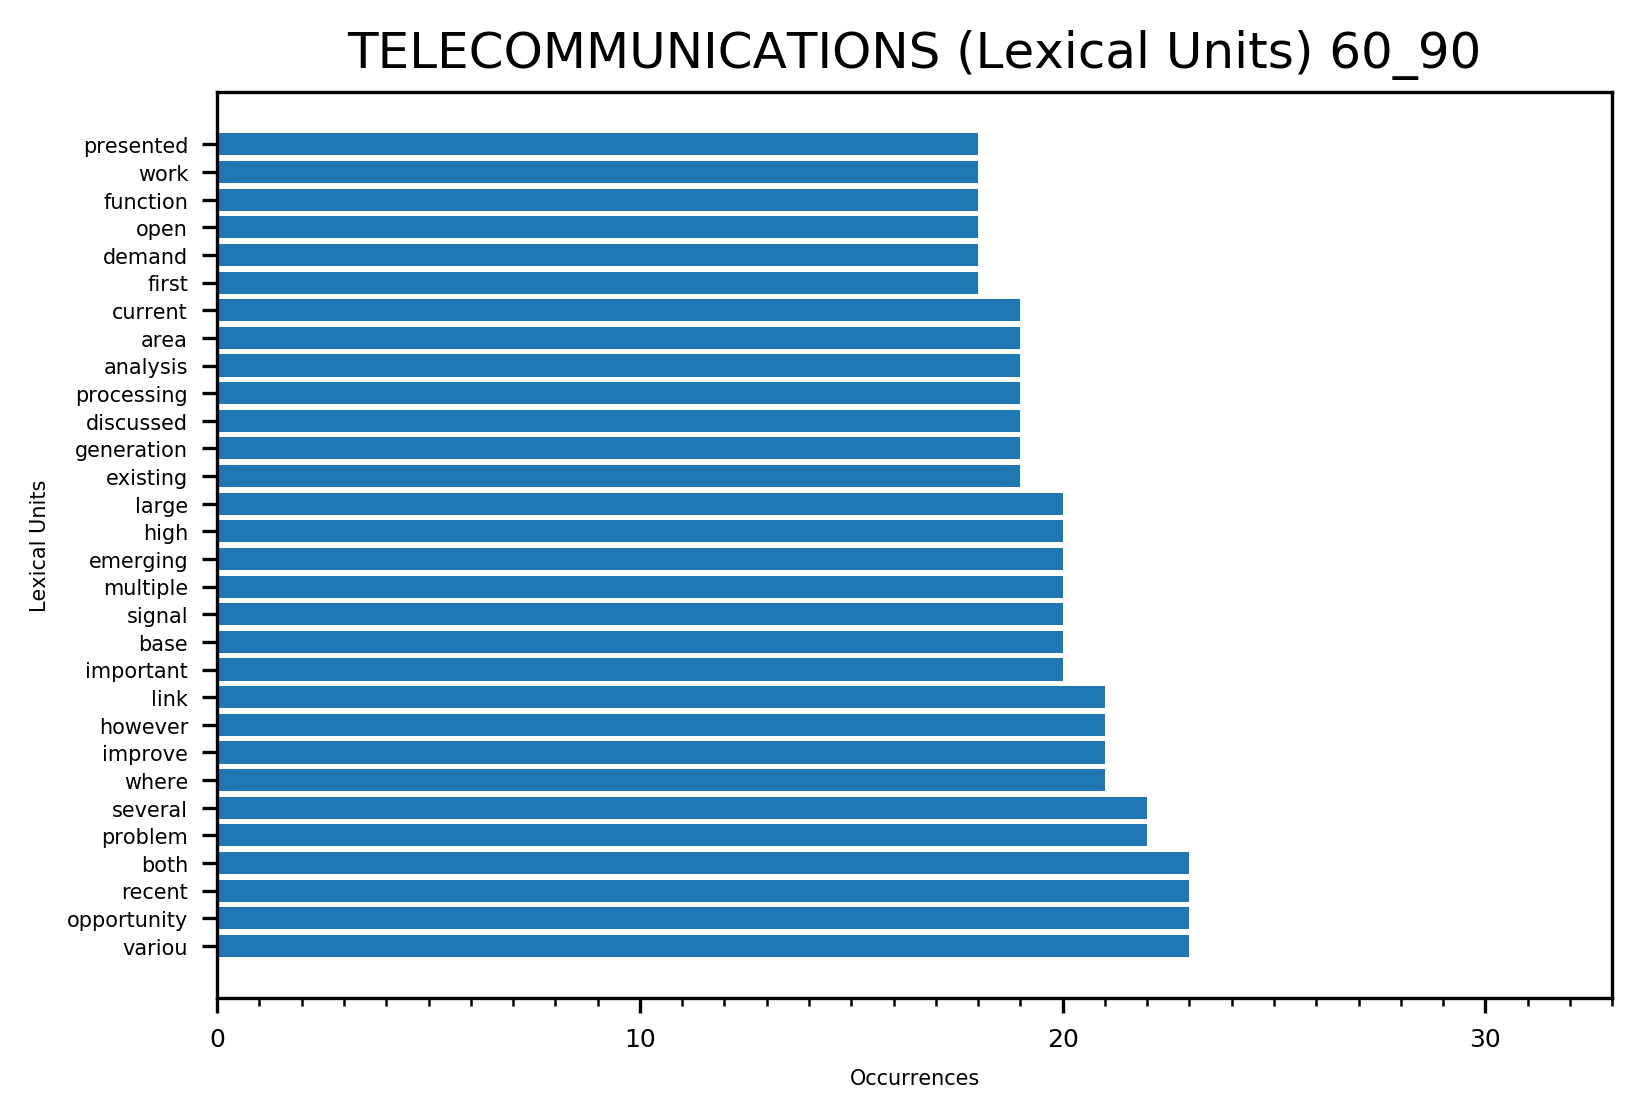 TELECOMMUNICATIONS (Lexical Units) 60_90
presented
work
function
open
demand
first
current
area
analysis
processing
discussed
generation
existing
large
high
emerging
multiple
signal
base
important
link
however
improve
where
several
problem
both
recent
opportunity
variou
Lexical Units
0 10 20 30
Occurrences